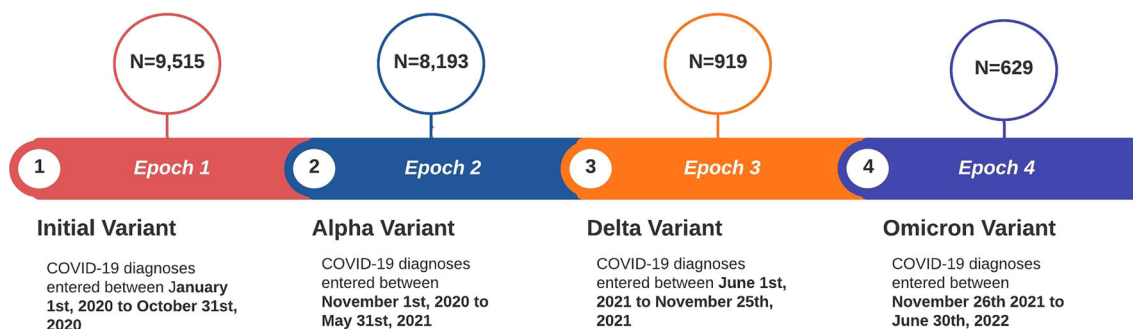 N=9,515
N=8,193
N=919
N=629
1
Epoch 1
2
Epoch 2
3
Epoch 3
4
Epoch 4
Initial Variant
COVID-19 diagnoses
entered between January
1st, 2020 to October 31st,
2020
Alpha Variant
COVID-19 diagnoses
entered between
November 1st, 2020 to
May 31st, 2021
Delta Variant
COVID-19 diagnoses
entered between June 1st,
2021 to November 25th,
2021
Omicron Variant
COVID-19 diagnoses
entered between
November 26th 2021 to
June 30th, 2022